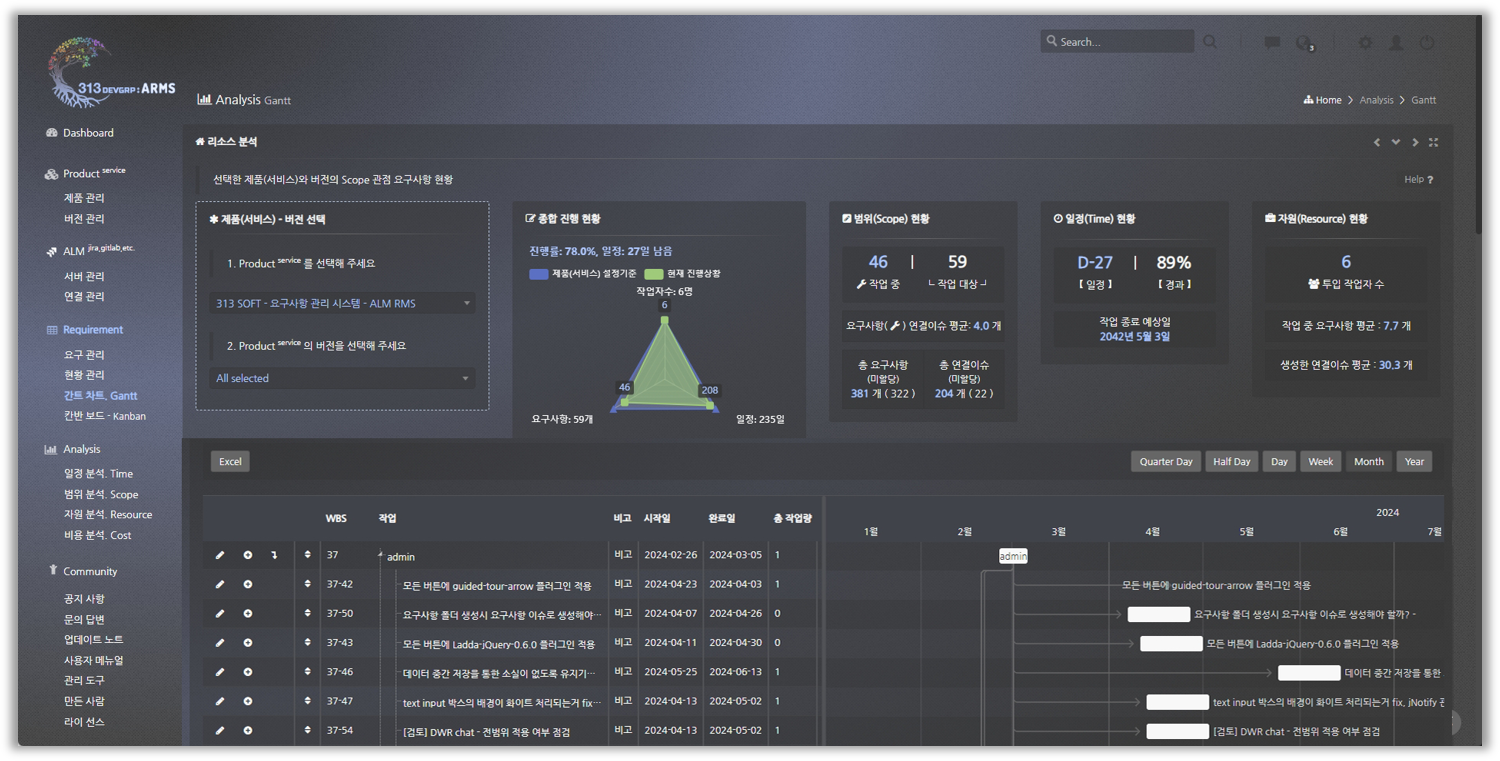 313 DEVGRP : ARMS
Search...
3
Analysis Gantt
Home > Analysis > Gantt
Dashboard
Product service
제품 관리
버전 관리
ALM jira,gitlab,etc.
서버 관리
연결 관리
Requirement
요구 관리
현황 관리
간트 차트. Gantt
칸반 보드 - Kanban
Analysis
일정 분석. Time
범위 분석. Scope
자원 분석. Resource
비용 분석. Cost
Community
공지 사항
문의 답변
업데이트 노트
사용자 메뉴얼
관리 도구
만든 사람
라이 선스
리소스 분석
선택한 제품(서비스)와 버전의 Scope 관점 요구사항 현황
Help ?
제품(서비스) - 버전 선택
1. Product service 를 선택해 주세요
313 SOFT - 요구사항 관리 시스템 - ALM RMS
2. Product service 의 버전을 선택해 주세요
All selected
종합 진행 현황
진행률: 78.0%, 일정: 27일 남음
제품(서비스) 설정기준 현재 진행상황
작업자수: 6명
6
46 208
요구사항: 59개 일정: 235일
범위(Scope) 현황
46 | 59
작업 중 ㄴ 작업 대상 ┘
요구사항( ) 연결이슈 평균: 4.0 개
총 요구사항 총 연결이슈
(미할당) (미할당)
381 개 ( 322 ) 204 개 ( 22 )
일정(Time) 현황
D-27 | 89%
【 일정 】 【 경과 】
작업 종료 예상일
2042년 5월 3일
자원(Resource) 현황
6
투입 작업자 수
작업 중 요구사항 평균 : 7.7 개
생성한 연결이슈 평균 : 30.3 개
Excel
Quarter Day Half Day Day Week Month Year
WBS 작업 비고 시작일 완료일 총 작업량
2024
1월 2월 3월 4월 5월 6월 7월
37 admin 비고 2024-02-26 2024-03-05 1 admin
37-42 모든 버튼에 guided-tour-arrow 플러그인 적용 비고 2024-04-23 2024-04-03 1 모든 버튼에 guided-tour-arrow 플러그인 적용
37-50 요구사항 폴더 생성시 요구사항 이슈로 생성해야··· 비고 2024-04-07 2024-04-26 0 요구사항 폴더 생성시 요구사항 이슈로 생성해야 할까? -
37-43 모든 버튼에 Ladda-jQuery-0.6.0 플러그인 적용 비고 2024-04-11 2024-04-30 0 모든 버튼에 Ladda-jQuery-0.6.0 플러그인 적용
37-46 데이터 중간 저장을 통한 소실이 없도록 유지기··· 비고 2024-05-25 2024-06-13 1 데이터 중간 저장을 통한
37-47 text input 박스의 배경이 화이트 처리되는거 fix··· 비고 2024-04-13 2024-05-02 1 text input 박스의 배경이 화이트 처리되는거 fix, jNotify
37-54 [검토] DWR chat - 전범위 적용 여부 점검 비고 2024-04-13 2024-05-02 1 [검토] DWR chat - 전범위 적용 여부 점검